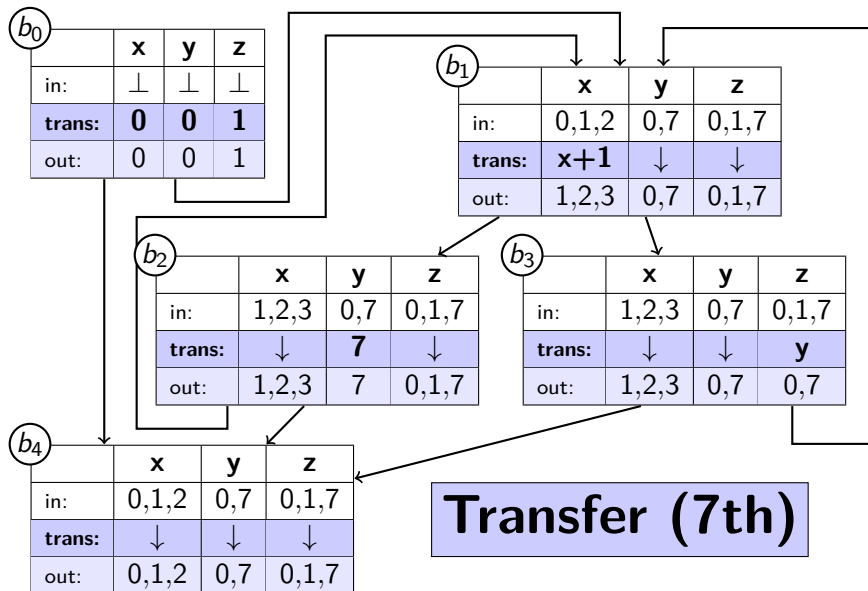 b0
x y z
in: ⊥ ⊥ ⊥
trans: 0 0 1
out: 0 0 1
b1
x y z
in: 0,1,2 0,7 0,1,7
trans: x+1 ↓ ↓
out: 1,2,3 0,7 0,1,7
b2
x y z
in: 1,2,3 0,7 0,1,7
trans: ↓ 7 ↓
out: 1,2,3 7 0,1,7
b3
x y z
in: 1,2,3 0,7 0,1,7
trans: ↓ ↓ y
out: 1,2,3 0,7 0,7
b4
x y z
in: 0,1,2 0,7 0,1,7
trans: ↓ ↓ ↓
out: 0,1,2 0,7 0,1,7
Transfer (7th)